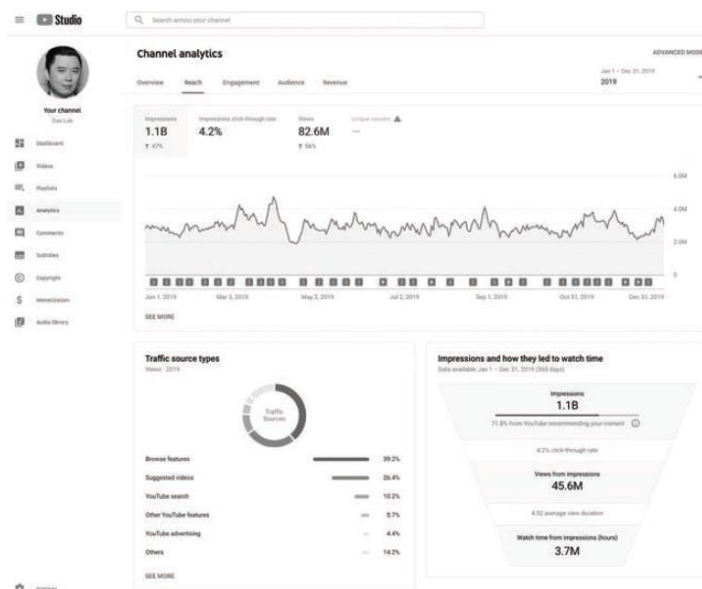 Studio
Search across your channel
Channel analytics
ADVANCED MODE
Overview
Reach
Engagement
Audience
Revenue
Jan 1 – Dec 31, 2019
2019
Your channel
Dan Lok
Dashboard
Videos
Playlists
Analytics
Comments
Subtitles
Copyright
Monetization
Audio library
Impressions
1.1B
↑ 47%
Impressions click-through rate
4.2%
Views
82.6M
↑ 56%
Unique viewers
—
6.0M
4.0M
2.0M
0
Jan 1, 2019
Mar 3, 2019
May 2, 2019
Jul 2, 2019
Sep 1, 2019
Oct 31, 2019
Dec 31, 2019
SEE MORE
Traffic source types
Views · 2019
Traffic
Sources
Browse features 39.2%
Suggested videos 26.4%
YouTube search 10.2%
Other YouTube features 5.7%
YouTube advertising 4.4%
Others 14.2%
SEE MORE
Impressions and how they led to watch time
Data available Jan 1 – Dec 31, 2019 (365 days)
Impressions
1.1B
71.8% from YouTube recommending your content
4.2% click-through rate
Views from impressions
45.6M
4:52 average view duration
Watch time from impressions (hours)
3.7M